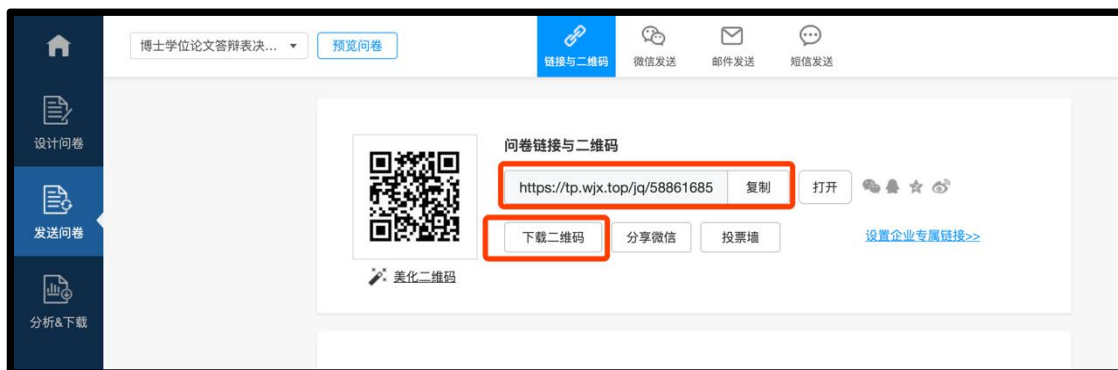 博士学位论文答辩表决...
预览问卷
链接与二维码
微信发送
邮件发送
短信发送
设计问卷
发送问卷
分析&下载
问卷链接与二维码
https://tp.wjx.top/jq/58861685
复制
打开
下载二维码
分享微信
投票墙
设置企业专属链接>>
美化二维码